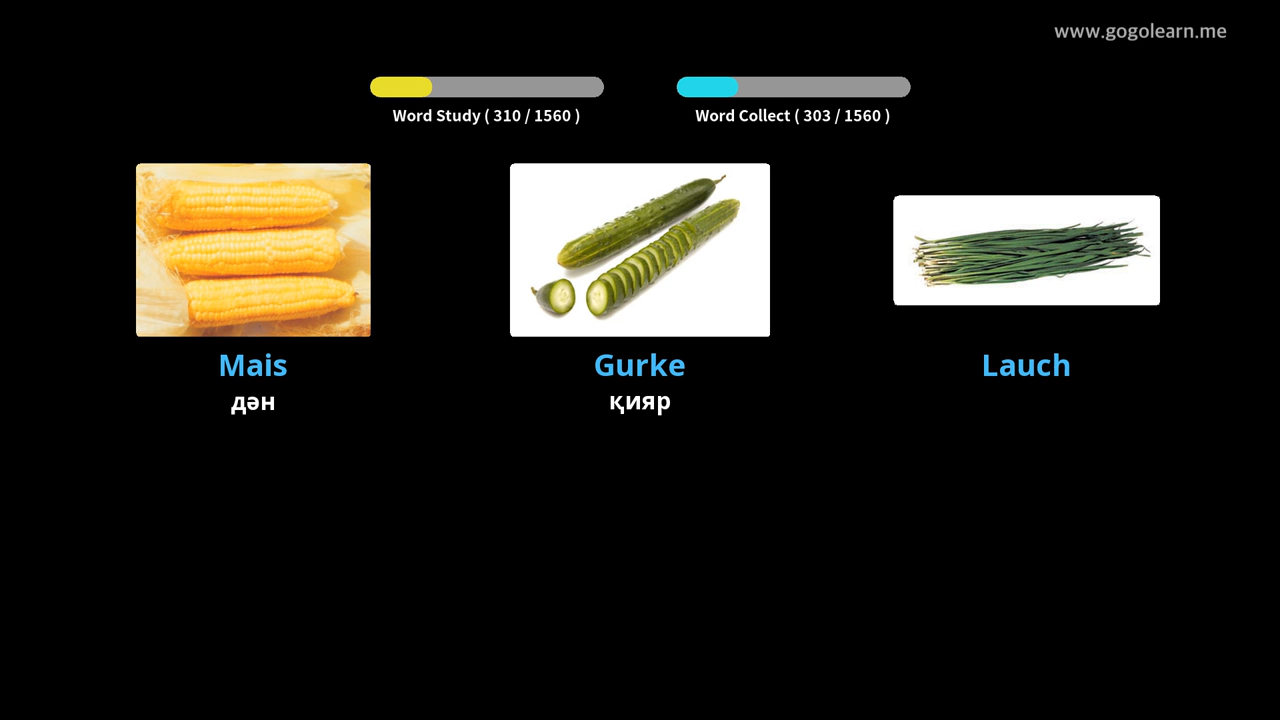 www.gogolearn.me
Word Study ( 310 / 1560 )
Word Collect ( 303 / 1560 )
Mais
дән
Gurke
қияр
Lauch